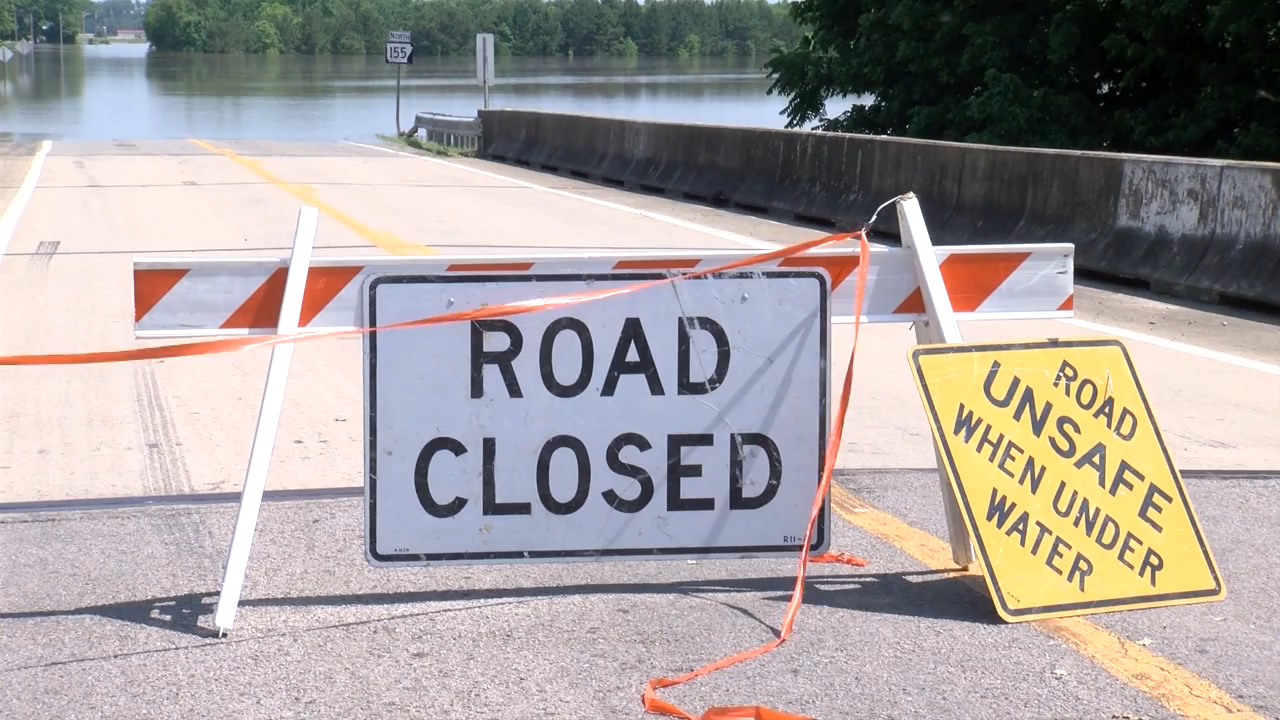 NORTH
155
ROAD
CLOSED
ROAD
UNSAFE
WHEN UNDER
WATER